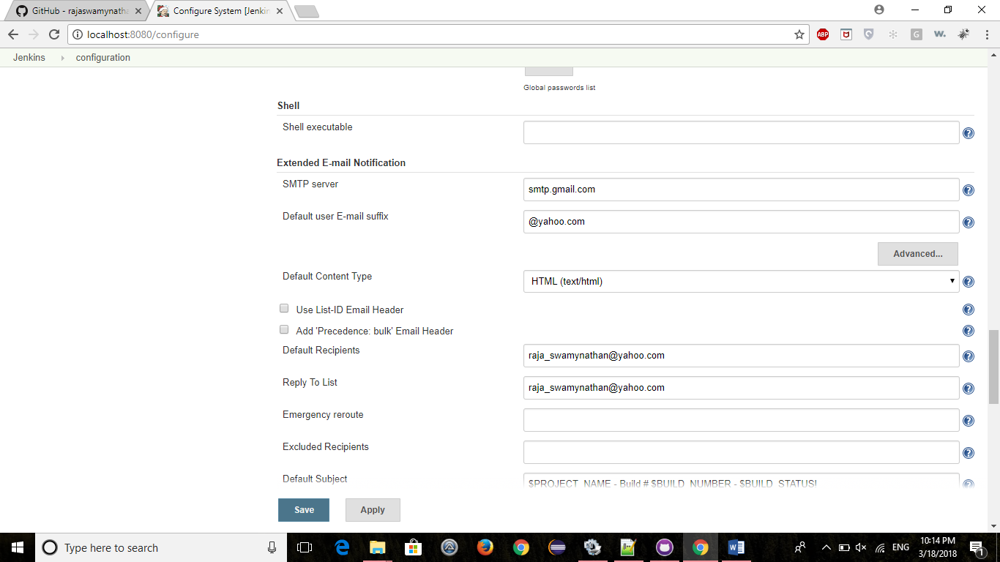 GitHub - rajaswamynatha
Configure System [Jenkin
localhost:8080/configure
ABP
G
w.
Jenkins
configuration
Global passwords list
Shell
Shell executable
Extended E-mail Notification
SMTP server
smtp.gmail.com
Default user E-mail suffix
@yahoo.com
Advanced...
Default Content Type
HTML (text/html)
Use List-ID Email Header
Add 'Precedence: bulk' Email Header
Default Recipients
raja_swamynathan@yahoo.com
Reply To List
raja_swamynathan@yahoo.com
Emergency reroute
Excluded Recipients
Default Subject
$PROJECT_NAME - Build # $BUILD_NUMBER - $BUILD_STATUS!
Save
Apply
Type here to search
ENG
10:14 PM
3/18/2018
1